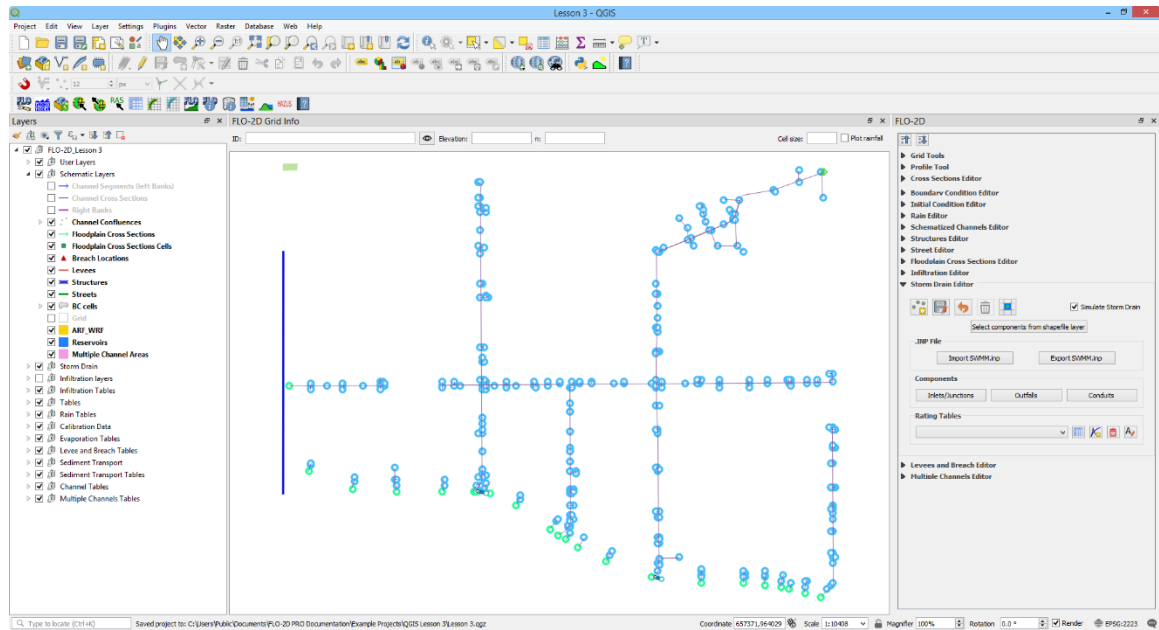 Lesson 3 - QGIS
Project Edit View Layer Settings Plugins Vector Raster Database Web Help
12 px
RAS HAZUS
Layers
FLO-2D Grid Info
FLO-2D
ID: Elevation: n: Cell size: Plot rainfall
FLO-2D_Lesson 3
User Layers
Schematic Layers
Channel Segments (left Banks)
Channel Cross Sections
Right Banks
Channel Confluences
Floodplain Cross Sections
Floodplain Cross Sections Cells
Breach Locations
Levees
Structures
Streets
BC cells
Grid
ARF_WRF
Reservoirs
Multiple Channel Areas
Storm Drain
Infiltration layers
Infiltration Tables
Tables
Rain Tables
Calibration Data
Evaporation Tables
Levee and Breach Tables
Sediment Transport
Sediment Transport Tables
Channel Tables
Multiple Channels Tables
Grid Tools
Profile Tool
Cross Sections Editor
Boundary Condition Editor
Initial Condition Editor
Rain Editor
Schematized Channels Editor
Structures Editor
Street Editor
Floodplain Cross Sections Editor
Infiltration Editor
Storm Drain Editor
Simulate Storm Drain
Select components from shapefile layer
.INP File
Import SWMM.inp Export SWMM.inp
Components
Inlets/Junctions Outfalls Conduits
Rating Tables
Levees and Breach Editor
Multiple Channels Editor
Type to locate (Ctrl+K) Saved project to: C:\Users\Public\Documents\FLO-2D PRO Documentation\Example Projects\QGIS Lesson 3\Lesson 3.qgz Coordinate 657371,964029 Scale 1:10408 Magnifier 100% Rotation 0.0 ° Render EPSG:2223